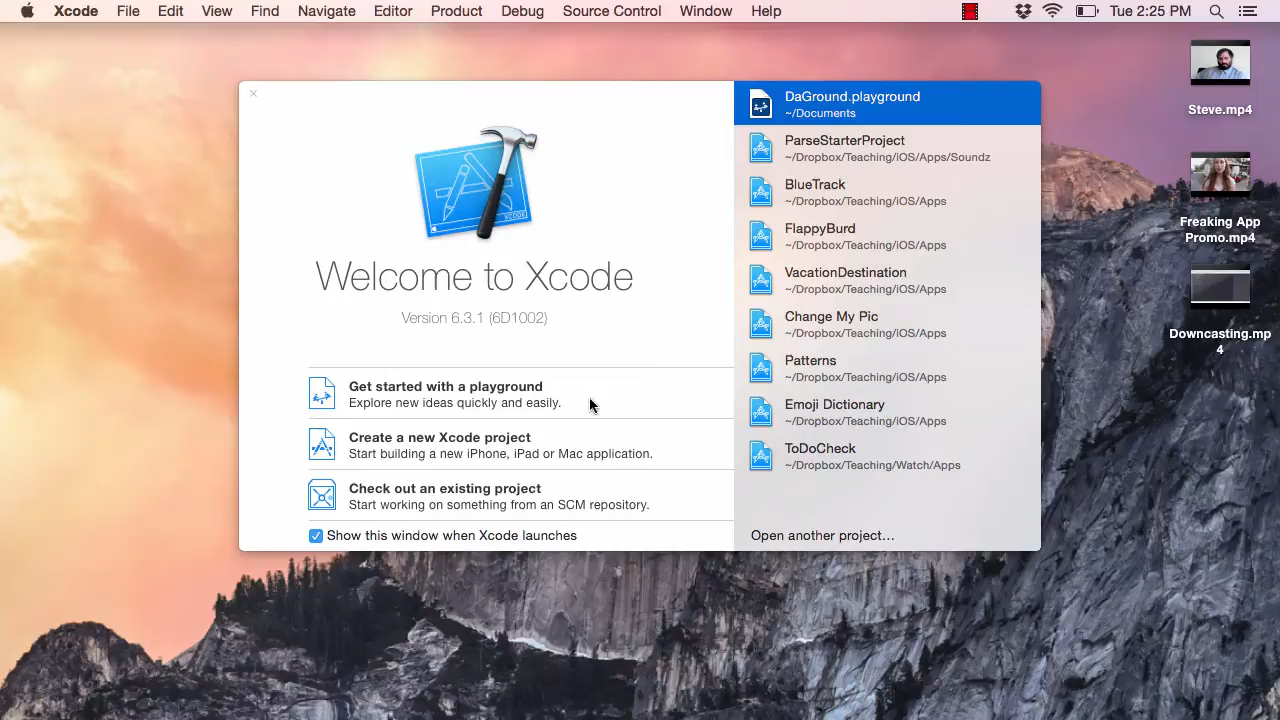 Xcode File Edit View Find Navigate Editor Product Debug Source Control Window Help Tue 2:25 PM
Steve.mp4
Freaking App
Promo.mp4
Downcasting.mp
4
XCODE
Welcome to Xcode
Version 6.3.1 (6D1002)
Get started with a playground
Explore new ideas quickly and easily.
Create a new Xcode project
Start building a new iPhone, iPad or Mac application.
Check out an existing project
Start working on something from an SCM repository.
Show this window when Xcode launches
DaGround.playground
~/Documents
ParseStarterProject
~/Dropbox/Teaching/iOS/Apps/Soundz
BlueTrack
~/Dropbox/Teaching/iOS/Apps
FlappyBurd
~/Dropbox/Teaching/iOS/Apps
VacationDestination
~/Dropbox/Teaching/iOS/Apps
Change My Pic
~/Dropbox/Teaching/iOS/Apps
Patterns
~/Dropbox/Teaching/iOS/Apps
Emoji Dictionary
~/Dropbox/Teaching/iOS/Apps
ToDoCheck
~/Dropbox/Teaching/Watch/Apps
Open another project…